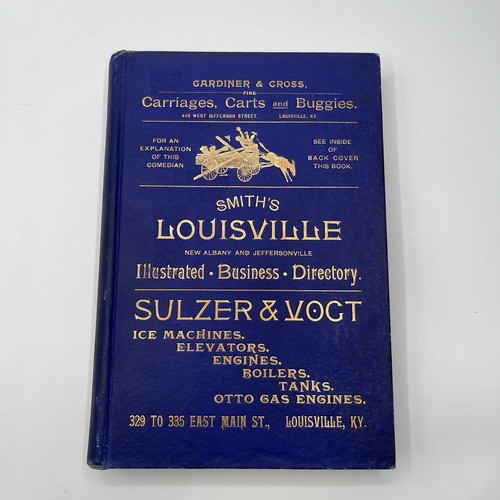 GARDINER & CROSS,
FINE
Carriages, Carts and Buggies.
440 WEST JEFFERSON STREET, LOUISVILLE, KY.
FOR AN
EXPLANATION
OF THIS
COMEDIAN
SEE INSIDE
OF
BACK COVER
THIS BOOK.
SMITH'S
LOUISVILLE
NEW ALBANY AND JEFFERSONVILLE
Illustrated • Business • Directory.
SULZER & VOGT
ICE MACHINES.
ELEVATORS.
ENGINES.
BOILERS.
TANKS.
OTTO GAS ENGINES.
329 TO 335 EAST MAIN ST., LOUISVILLE, KY.